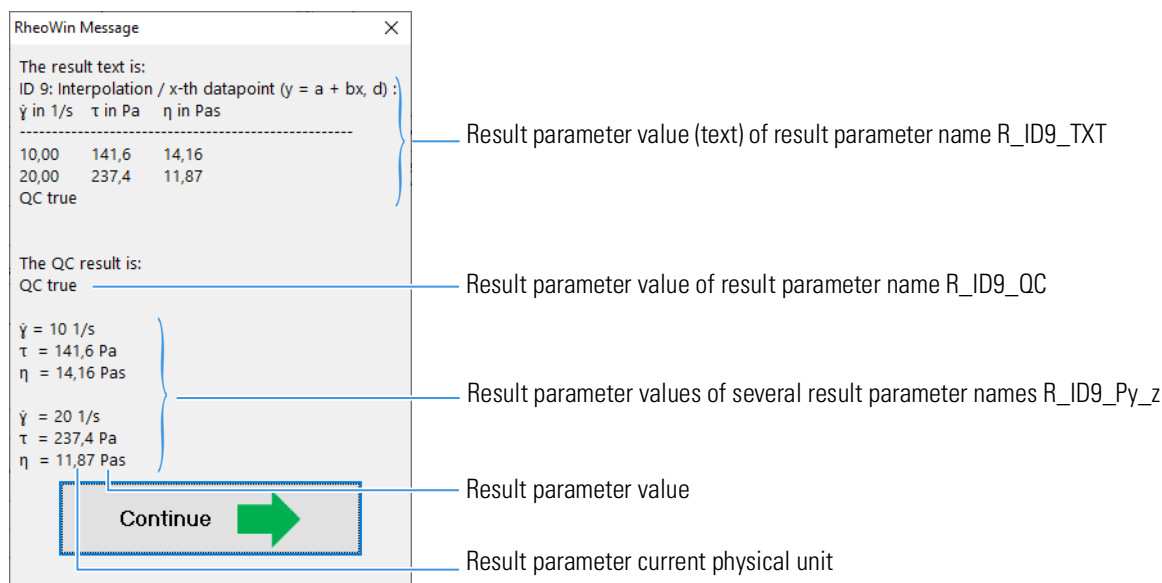 RheoWin Message
The result text is:
ID 9: Interpolation / x-th datapoint (y = a + bx, d) :
γ̇ in 1/s τ in Pa η in Pas
----------------------------------------------------
10,00 141,6 14,16
20,00 237,4 11,87
QC true
Result parameter value (text) of result parameter name R_ID9_TXT
The QC result is:
QC true
Result parameter value of result parameter name R_ID9_QC
γ̇ = 10 1/s
τ = 141,6 Pa
η = 14,16 Pas
γ̇ = 20 1/s
τ = 237,4 Pa
η = 11,87 Pas
Result parameter values of several result parameter names R_ID9_Py_z
Result parameter value
Continue
Result parameter current physical unit